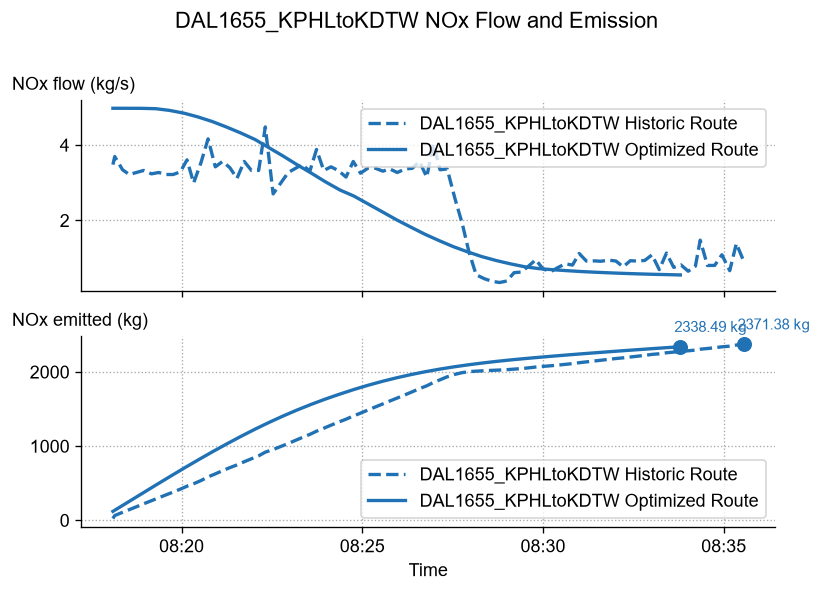 DAL1655_KPHLtoKDTW NOx Flow and Emission
NOx flow (kg/s)
DAL1655_KPHLtoKDTW Historic Route
DAL1655_KPHLtoKDTW Optimized Route
4
2
NOx emitted (kg)
2338.49 kg
2371.38 kg
2000
1000
0
DAL1655_KPHLtoKDTW Historic Route
DAL1655_KPHLtoKDTW Optimized Route
08:20 08:25 08:30 08:35
Time